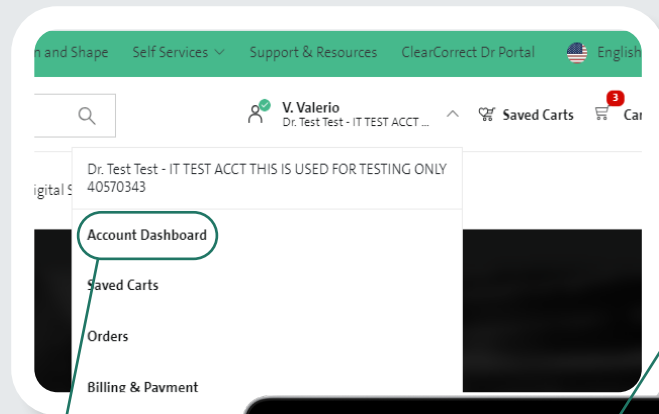 n and Shape Self Services Support & Resources ClearCorrect Dr Portal English
V. Valerio
Dr. Test Test - IT TEST ACCT ... Saved Carts 3 Car
Dr. Test Test - IT TEST ACCT THIS IS USED FOR TESTING ONLY
40570343
igital S
Account Dashboard
Saved Carts
Orders
Billing & Payment